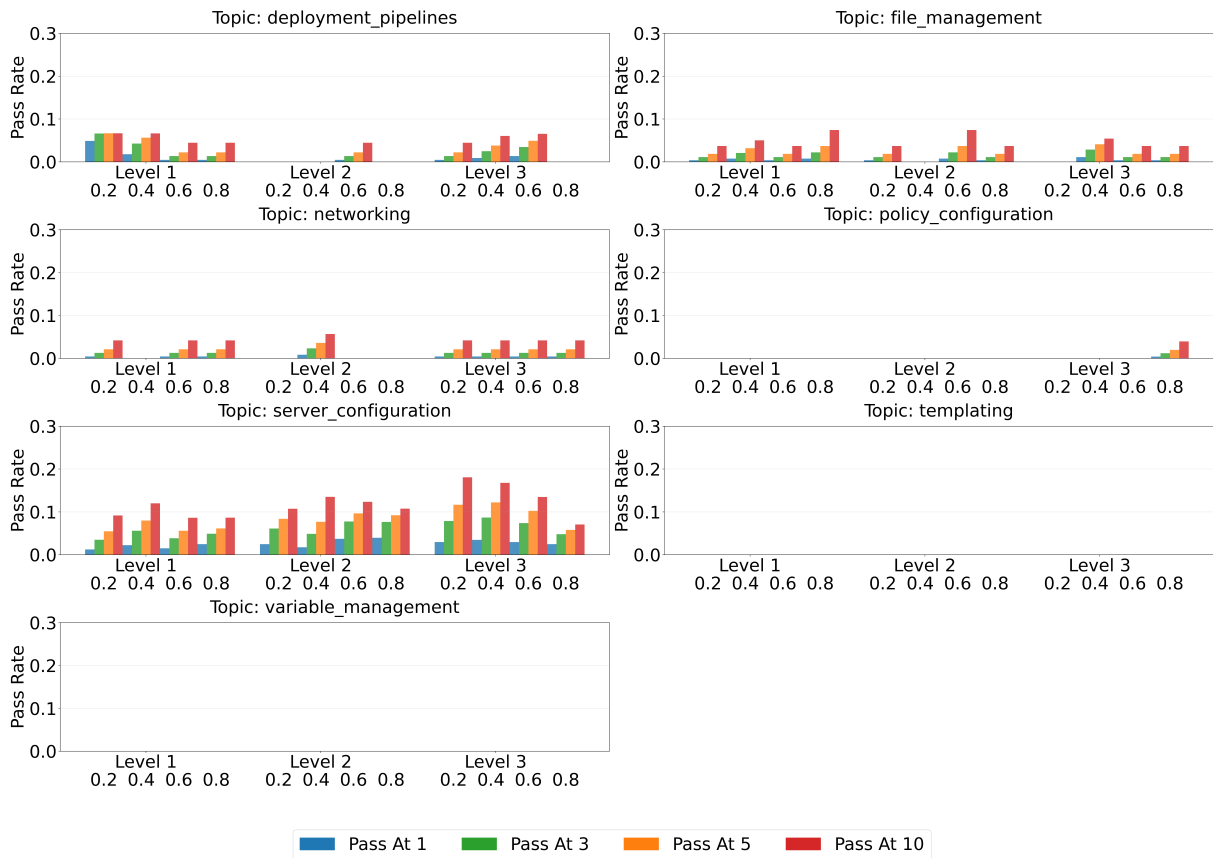 Topic: deployment_pipelines
0.3
0.2
0.1
0.0
Pass Rate
Level 1 Level 2 Level 3
0.2 0.4 0.6 0.8 0.2 0.4 0.6 0.8 0.2 0.4 0.6 0.8
Topic: file_management
0.3
0.2
0.1
0.0
Pass Rate
Level 1 Level 2 Level 3
0.2 0.4 0.6 0.8 0.2 0.4 0.6 0.8 0.2 0.4 0.6 0.8
Topic: networking
0.3
0.2
0.1
0.0
Pass Rate
Level 1 Level 2 Level 3
0.2 0.4 0.6 0.8 0.2 0.4 0.6 0.8 0.2 0.4 0.6 0.8
Topic: policy_configuration
0.3
0.2
0.1
0.0
Pass Rate
Level 1 Level 2 Level 3
0.2 0.4 0.6 0.8 0.2 0.4 0.6 0.8 0.2 0.4 0.6 0.8
Topic: server_configuration
0.3
0.2
0.1
0.0
Pass Rate
Level 1 Level 2 Level 3
0.2 0.4 0.6 0.8 0.2 0.4 0.6 0.8 0.2 0.4 0.6 0.8
Topic: templating
0.3
0.2
0.1
0.0
Pass Rate
Level 1 Level 2 Level 3
0.2 0.4 0.6 0.8 0.2 0.4 0.6 0.8 0.2 0.4 0.6 0.8
Topic: variable_management
0.3
0.2
0.1
0.0
Pass Rate
Level 1 Level 2 Level 3
0.2 0.4 0.6 0.8 0.2 0.4 0.6 0.8 0.2 0.4 0.6 0.8
Pass At 1 Pass At 3 Pass At 5 Pass At 10